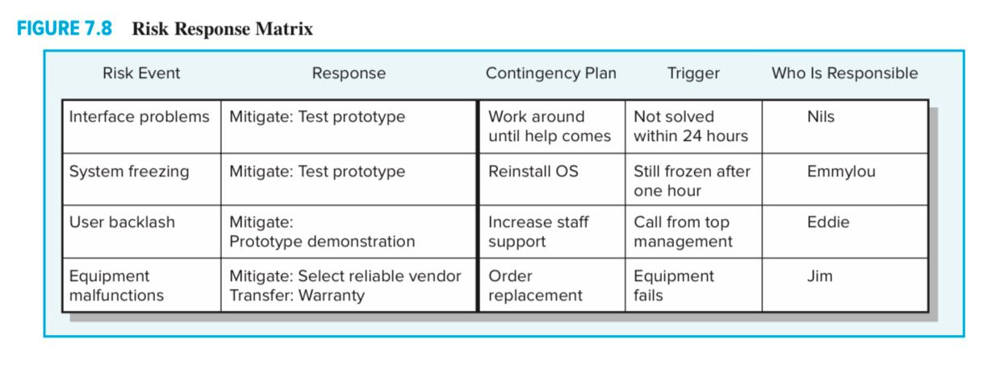 FIGURE 7.8 Risk Response Matrix
Risk Event Response Contingency Plan Trigger Who Is Responsible
Interface problems Mitigate: Test prototype Work around Not solved Nils
until help comes within 24 hours
System freezing Mitigate: Test prototype Reinstall OS Still frozen after Emmylou
one hour
User backlash Mitigate: Increase staff Call from top Eddie
Prototype demonstration support management
Equipment Mitigate: Select reliable vendor Order Equipment Jim
malfunctions Transfer: Warranty replacement fails